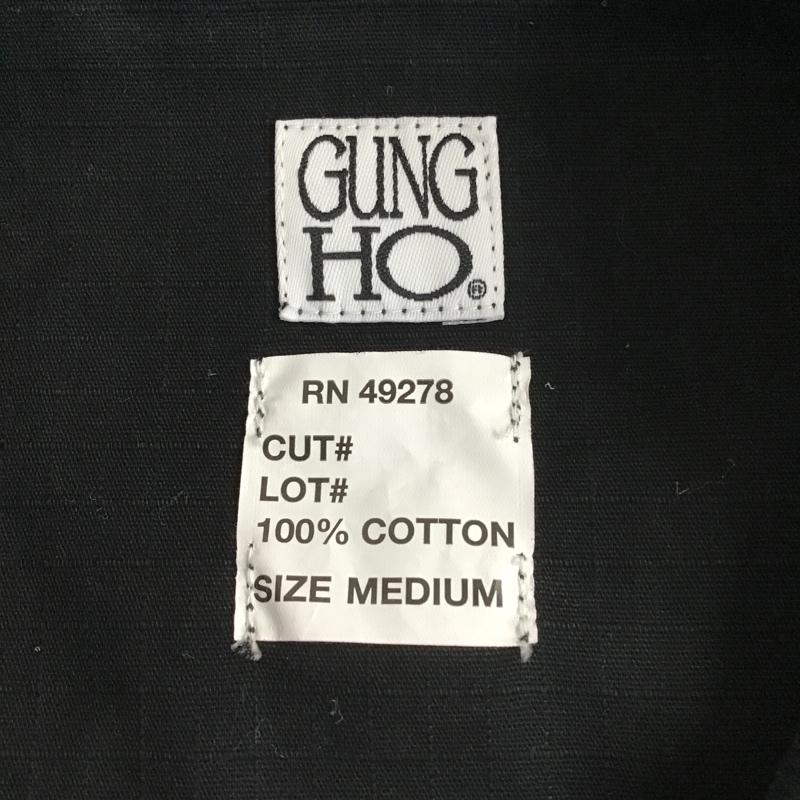 GUNG
HO®
RN 49278
CUT#
LOT#
100% COTTON
SIZE MEDIUM